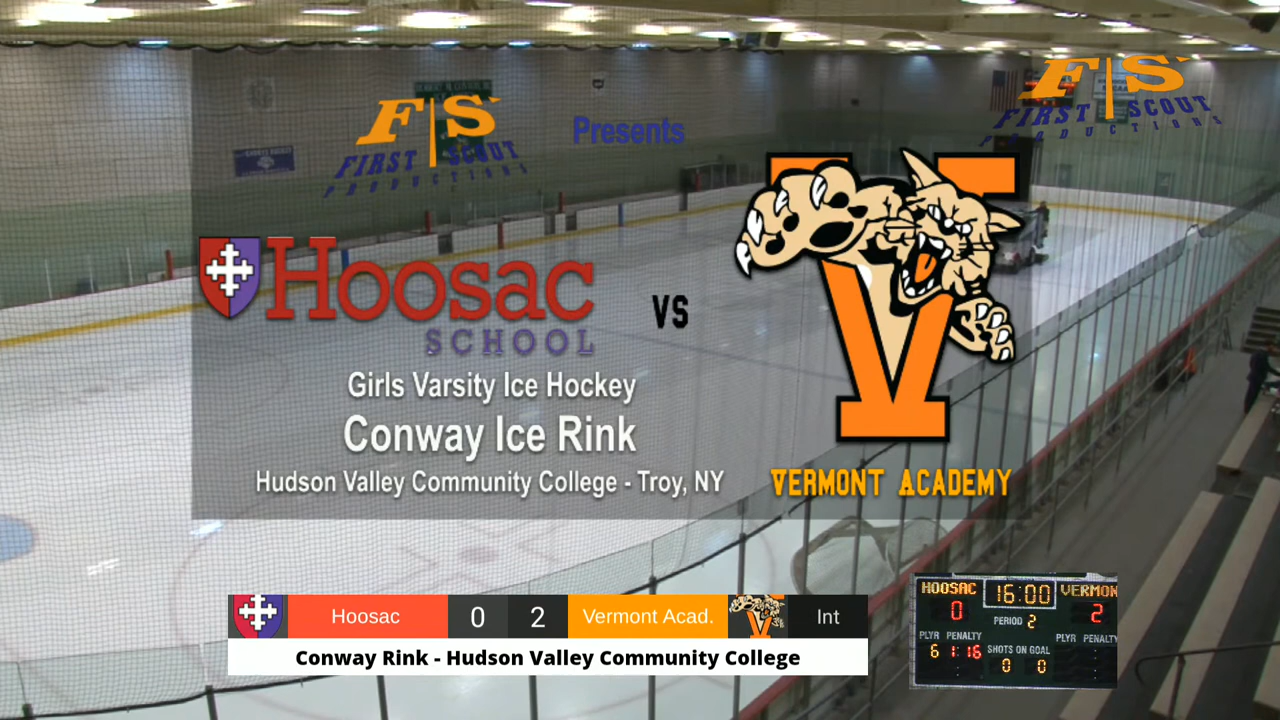 F|S
FIRST SCOUT
PRODUCTIONS
Presents
F|S
FIRST SCOUT
PRODUCTIONS
HOOSAC
SCHOOL
VS
V
Girls Varsity Ice Hockey
Conway Ice Rink
Hudson Valley Community College - Troy, NY
VERMONT ACADEMY
Hoosac 0 2 Vermont Acad. Int
Conway Rink - Hudson Valley Community College
HOOSAC 16:00 VERMON
0 PERIOD 2 2
PLYR PENALTY PLYR PENALTY
6 1:16 SHOTS ON GOAL
0 0